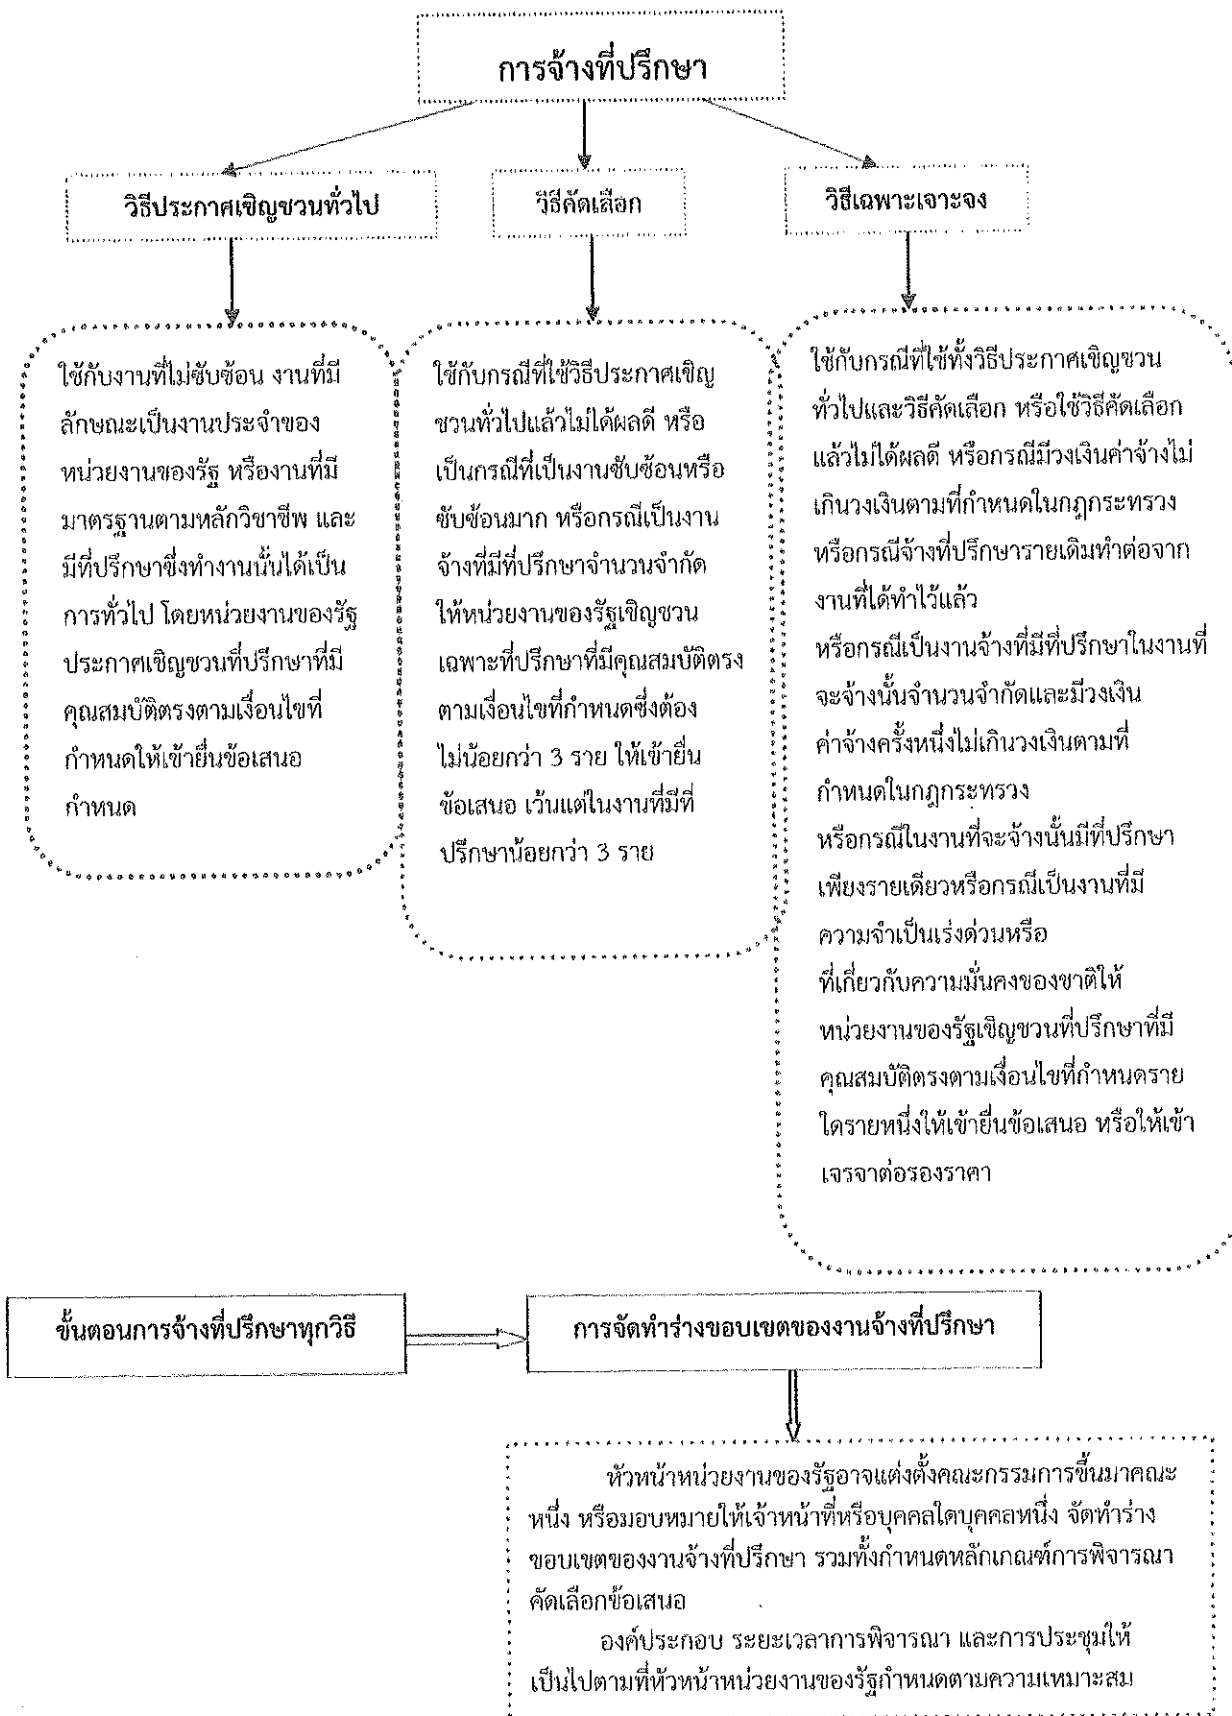 การจ้างที่ปรึกษา
วิธีประกาศเชิญชวนทั่วไป
วิธีคัดเลือก
วิธีเฉพาะเจาะจง
ใช้กับงานที่ไม่ซับซ้อน งานที่มี
ลักษณะเป็นงานประจำของ
หน่วยงานของรัฐ หรืองานที่มี
มาตรฐานตามหลักวิชาชีพ และ
มีที่ปรึกษาซึ่งทำงานนั้นได้เป็น
การทั่วไป โดยหน่วยงานของรัฐ
ประกาศเชิญชวนที่ปรึกษาที่มี
คุณสมบัติตรงตามเงื่อนไขที่
กำหนดให้เข้ายื่นข้อเสนอ
กำหนด
ใช้กับกรณีที่ใช้วิธีประกาศเชิญ
ชวนทั่วไปแล้วไม่ได้ผลดี หรือ
เป็นกรณีที่เป็นงานซับซ้อนหรือ
ซับซ้อนมาก หรือกรณีเป็นงาน
จ้างที่มีที่ปรึกษาจำนวนจำกัด
ให้หน่วยงานของรัฐเชิญชวน
เฉพาะที่ปรึกษาที่มีคุณสมบัติตรง
ตามเงื่อนไขที่กำหนดซึ่งต้อง
ไม่น้อยกว่า 3 ราย ให้เข้ายื่น
ข้อเสนอ เว้นแต่ในงานที่มีที่
ปรึกษาน้อยกว่า 3 ราย
ใช้กับกรณีที่ใช้ทั้งวิธีประกาศเชิญชวน
ทั่วไปและวิธีคัดเลือก หรือใช้วิธีคัดเลือก
แล้วไม่ได้ผลดี หรือกรณีมีวงเงินค่าจ้างไม่
เกินวงเงินตามที่กำหนดในกฎกระทรวง
หรือกรณีจ้างที่ปรึกษารายเดิมทำต่อจาก
งานที่ได้ทำไว้แล้ว
หรือกรณีเป็นงานจ้างที่มีที่ปรึกษาในงานที่
จะจ้างนั้นจำนวนจำกัดและมีวงเงิน
ค่าจ้างครั้งหนึ่งไม่เกินวงเงินตามที่
กำหนดในกฎกระทรวง
หรือกรณีในงานที่จะจ้างนั้นมีที่ปรึกษา
เพียงรายเดียวหรือกรณีเป็นงานที่มี
ความจำเป็นเร่งด่วนหรือ
ที่เกี่ยวกับความมั่นคงของชาติให้
หน่วยงานของรัฐเชิญชวนที่ปรึกษาที่มี
คุณสมบัติตรงตามเงื่อนไขที่กำหนดราย
ใดรายหนึ่งให้เข้ายื่นข้อเสนอ หรือให้เข้า
เจรจาต่อรองราคา
ขั้นตอนการจ้างที่ปรึกษาทุกวิธี
การจัดทำร่างขอบเขตของงานจ้างที่ปรึกษา
หัวหน้าหน่วยงานของรัฐอาจแต่งตั้งคณะกรรมการขึ้นมาคณะ
หนึ่ง หรือมอบหมายให้เจ้าหน้าที่หรือบุคคลใดบุคคลหนึ่ง จัดทำร่าง
ขอบเขตของงานจ้างที่ปรึกษา รวมทั้งกำหนดหลักเกณฑ์การพิจารณา
คัดเลือกข้อเสนอ
องค์ประกอบ ระยะเวลาการพิจารณา และการประชุมให้
เป็นไปตามที่หัวหน้าหน่วยงานของรัฐกำหนดตามความเหมาะสม